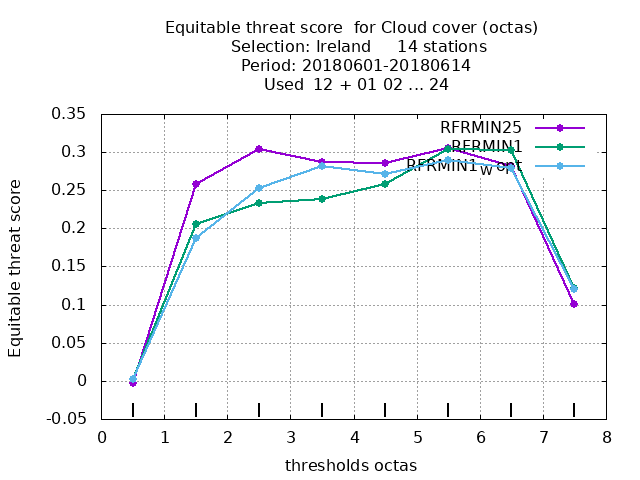 Equitable threat score  for Cloud cover (octas)
Selection: Ireland     14 stations
Period: 20180601-20180614
Used  12 + 01 02 ... 24
RFRMIN25
RFRMIN1
RFRMIN1W opt
0.35
0.3
0.25
0.2
0.15
0.1
0.05
0
-0.05
Equitable threat score
0 1 2 3 4 5 6 7 8
thresholds octas